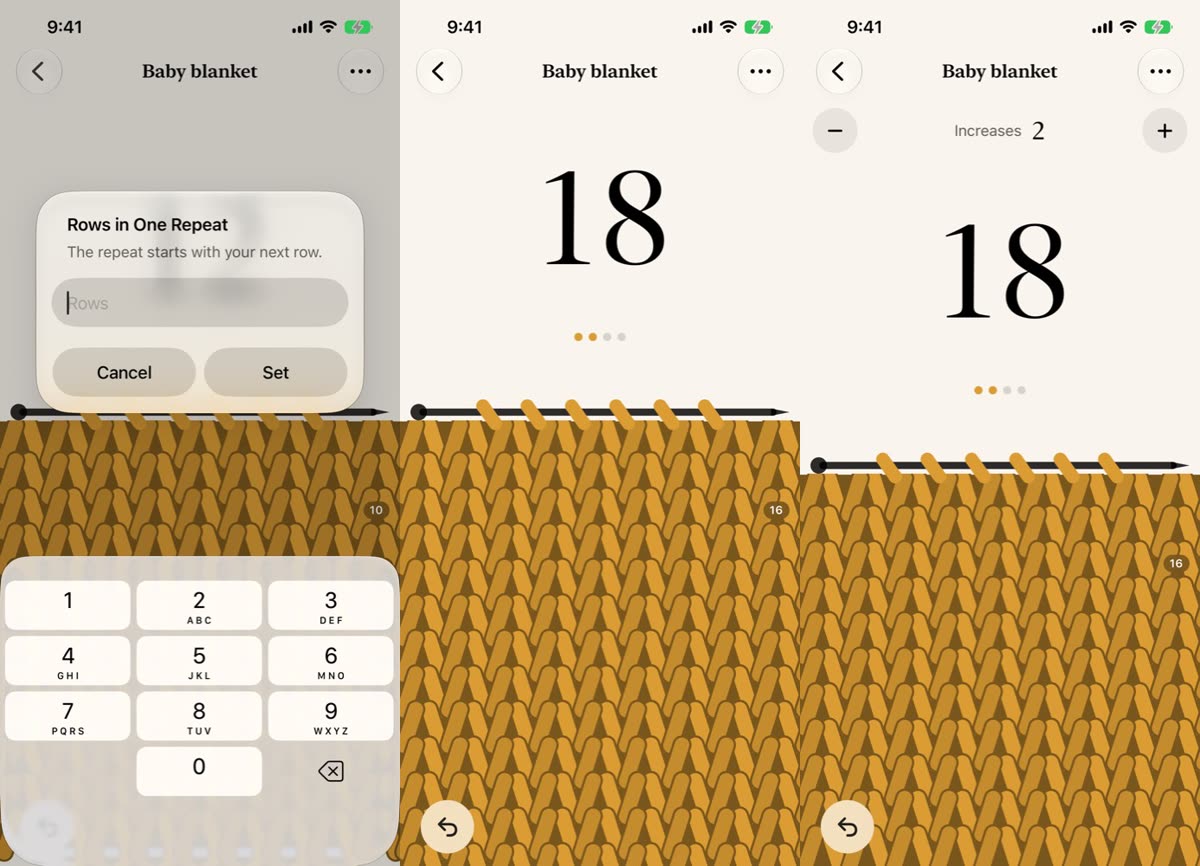 9:41
Baby blanket
12
Rows in One Repeat
The repeat starts with your next row.
Rows
Cancel
Set
10
1
2
ABC
3
DEF
4
GHI
5
JKL
6
MNO
7
PQRS
8
TUV
9
WXYZ
0
9:41
Baby blanket
18
16
9:41
Baby blanket
Increases 2
18
16